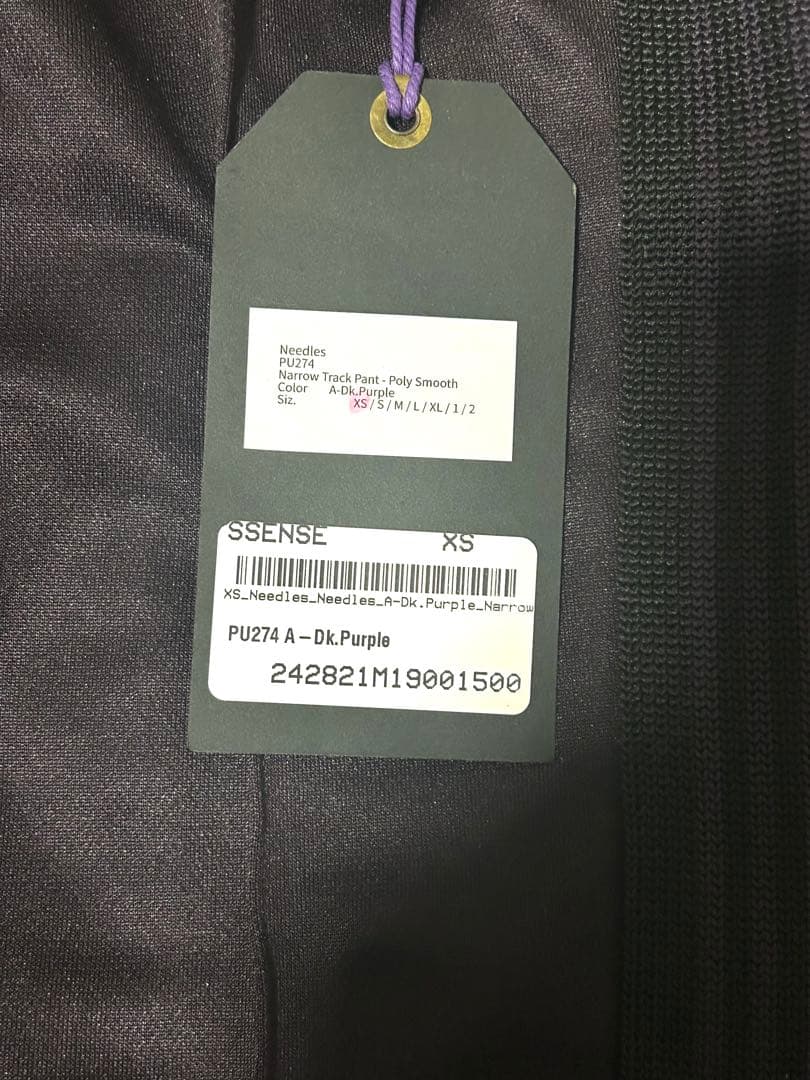 Needles
PU274
Narrow Track Pant - Poly Smooth
Color A-Dk.Purple
Siz. XS / S / M / L / XL / 1 / 2
SSENSE XS
XS_Needles_Needles_A-Dk.Purple_Narrow
PU274 A – Dk.Purple
242821M19001500